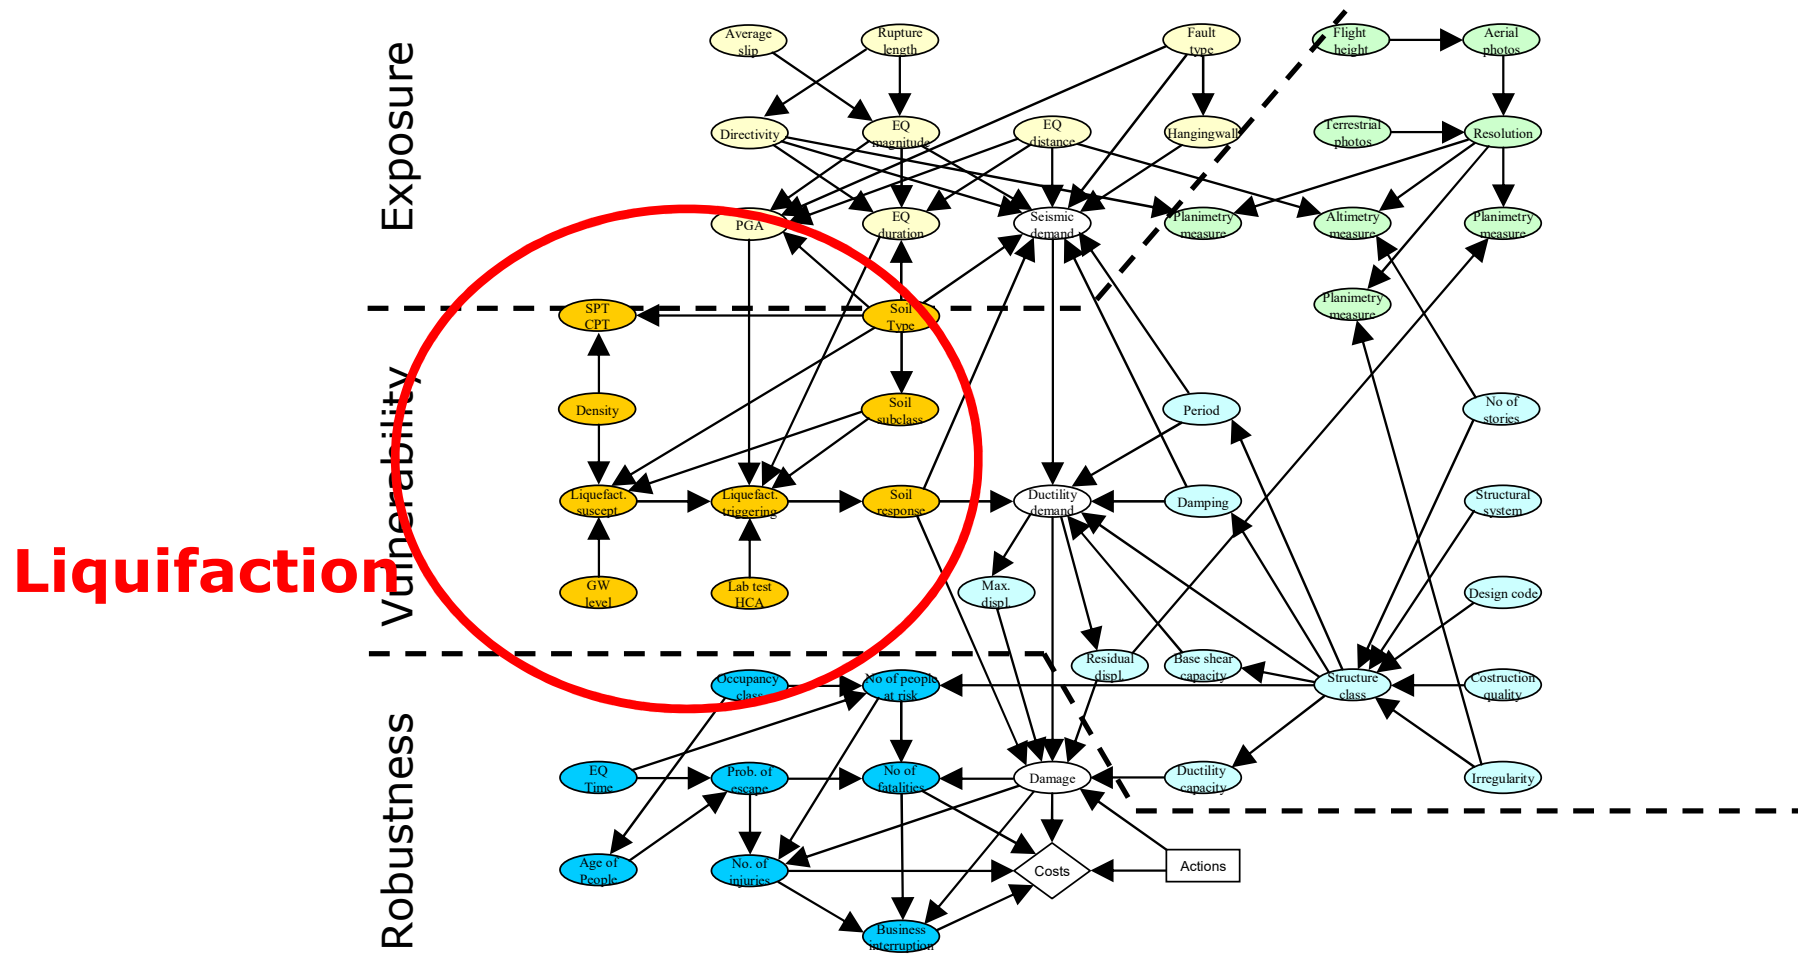 Exposure
Vulnerability
Robustness
Liquifaction
Average
slip
Rupture
length
Fault
type
Flight
height
Aerial
photos
Directivity
EQ
magnitude
EQ
distance
Hangingwall
Terrestrial
photos
Resolution
PGA
EQ
duration
Seismic
demand
Planimetry
measure
Altimetry
measure
Planimetry
measure
SPT
CPT
Soil
Type
Planimetry
measure
Density
Soil
subclass
Period
No of
stories
Liquefact.
suscept
Liquefact.
triggering
Soil
response
Ductility
demand
Damping
Structural
system
GW
level
Lab test
HCA
Max.
displ.
Design code
Residual
displ.
Base shear
capacity
Occupancy
class
No of people
at risk
Structure
class
Costruction
quality
EQ
Time
Prob. of
escape
No of
fatalities
Damage
Ductility
capacity
Irregularity
Age of
People
No. of
injuries
Costs
Actions
Business
interruption